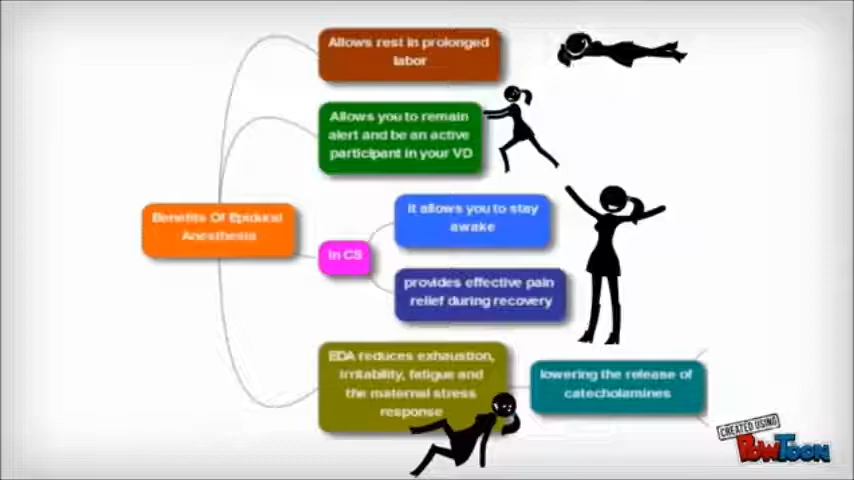 Allows rest in prolonged
labor
Allows you to remain
alert and be an active
participant in your VD
Benefits Of Epidural
Anesthesia
In CS
It allows you to stay
awake
provides effective pain
relief during recovery
EDA reduces exhaustion,
irritability, fatigue and
the maternal stress
response
lowering the release of
catecholamines
CREATED USING
POWTOON